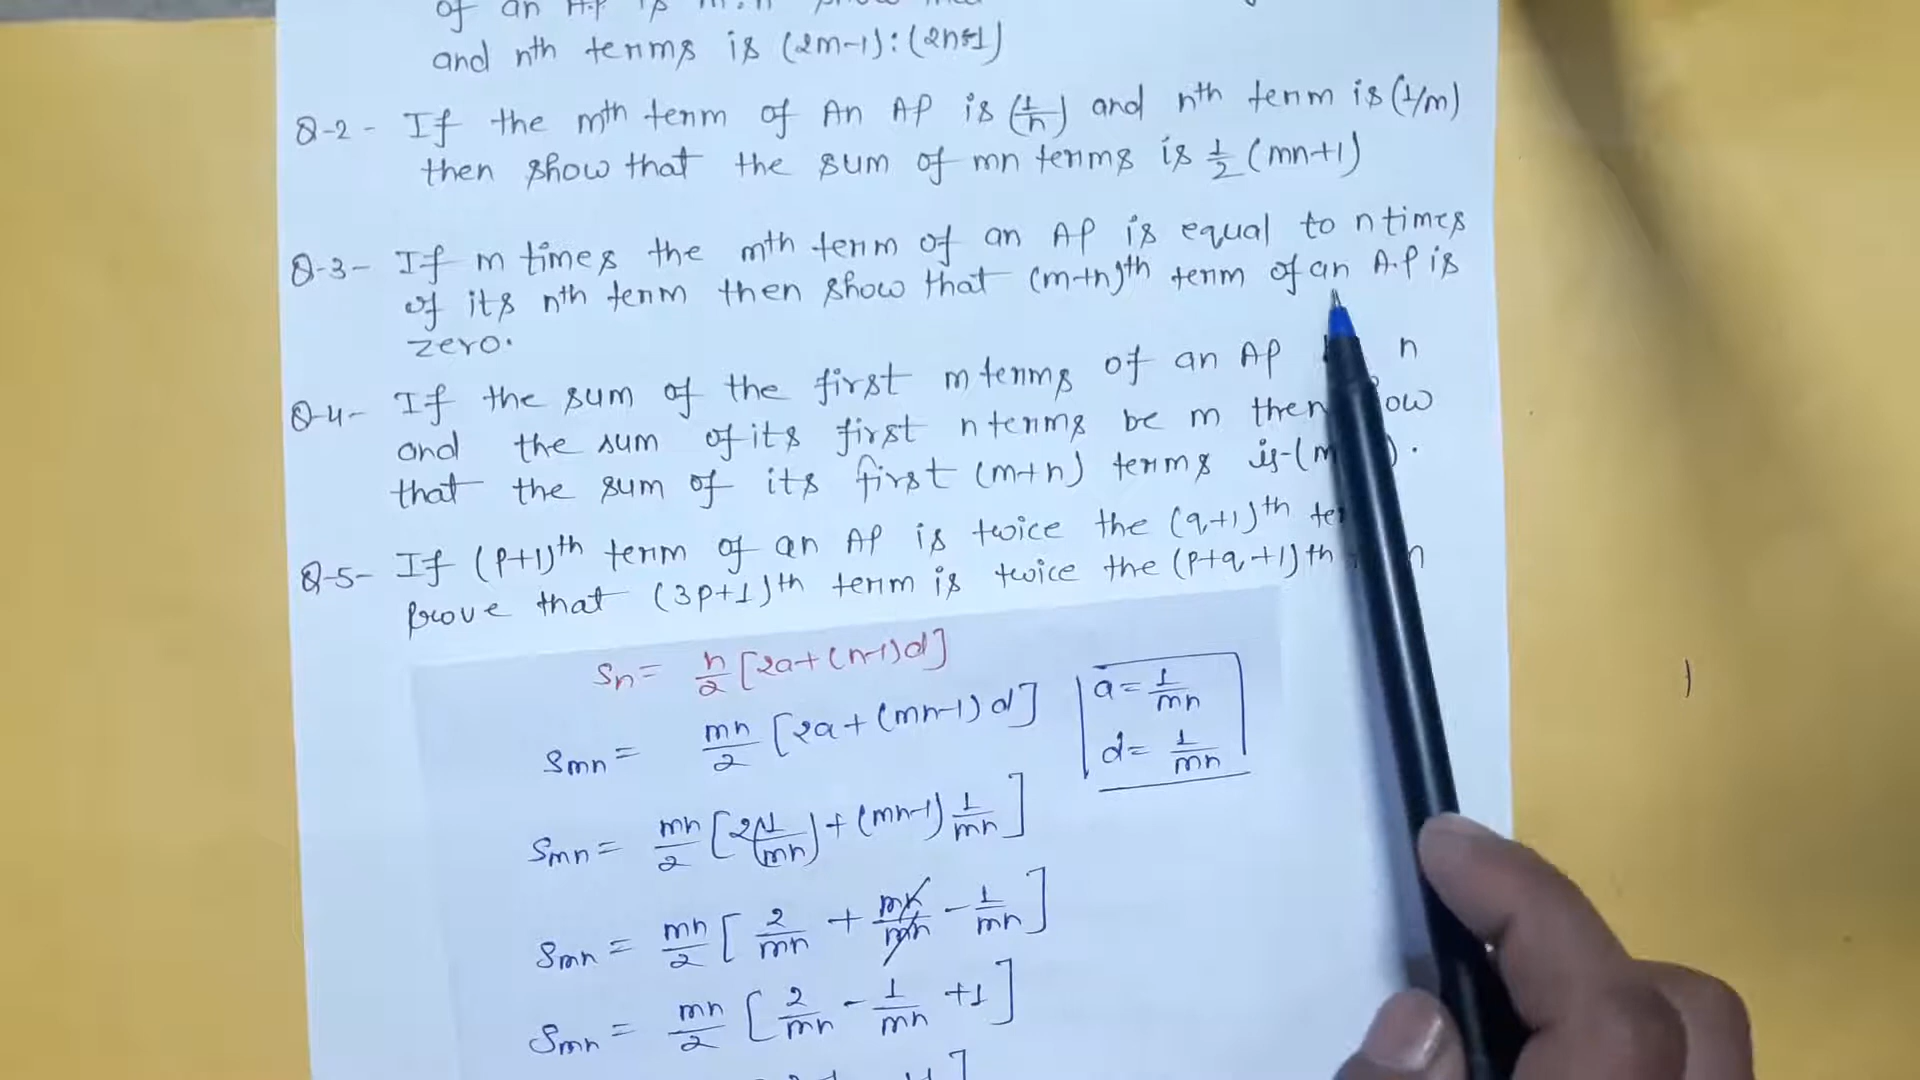 of an A.P is
and nth terms is (2m-1):(2n-1)
Q-2- If the mth term of An AP is (1/n) and nth term is (1/m)
then show that the sum of mn terms is 1/2 (mn+1)
Q-3- If m times the mth term of an AP is equal to n times
of its nth term then show that (m+n)th term of an A.P is
zero.
Q-4- If the sum of the first m terms of an AP n
and the sum of its first n terms be m then ow
that the sum of its first (m+n) terms is -(m ).
Q-5- If (p+1)th term of an AP is twice the (q+1)th te
prove that (3p+1)th term is twice the (p+q+1)th
Sn = n/2 [2a+(n-1)d]
Smn = mn/2 [2a+(mn-1)d]
a = 1/mn
d = 1/mn
Smn = mn/2 [2(1/mn)+(mn-1) 1/mn]
Smn = mn/2 [2/mn + mn/mn - 1/mn]
Smn = mn/2 [2/mn - 1/mn +1]